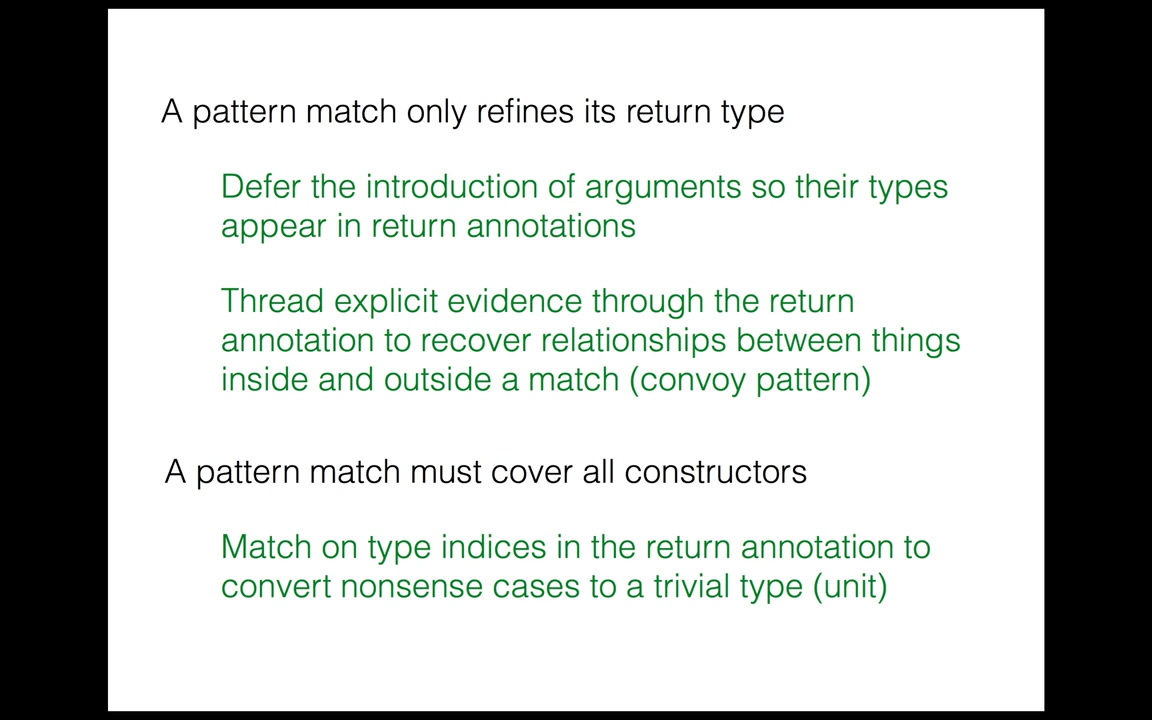 A pattern match only refines its return type
Defer the introduction of arguments so their types
appear in return annotations
Thread explicit evidence through the return
annotation to recover relationships between things
inside and outside a match (convoy pattern)
A pattern match must cover all constructors
Match on type indices in the return annotation to
convert nonsense cases to a trivial type (unit)